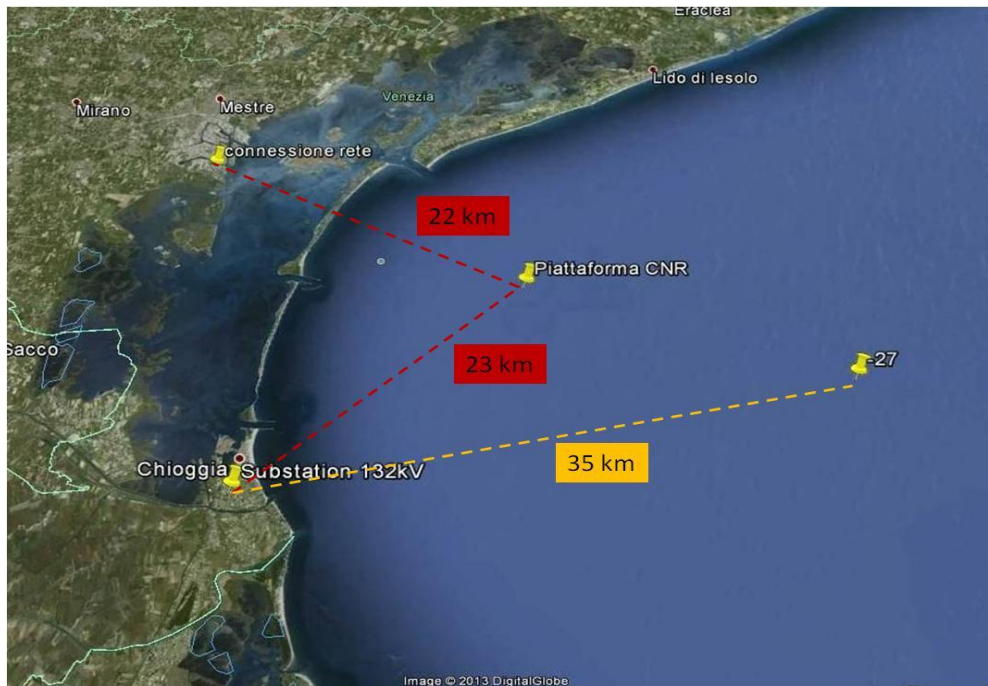 Eraclea
Lido di Iesolo
Mirano
Mestre
Venezia
connessione rete
22 km
Piattaforma CNR
Sacco
23 km
-27
Chioggia
Substation 132kV
35 km
Image © 2013 DigitalGlobe